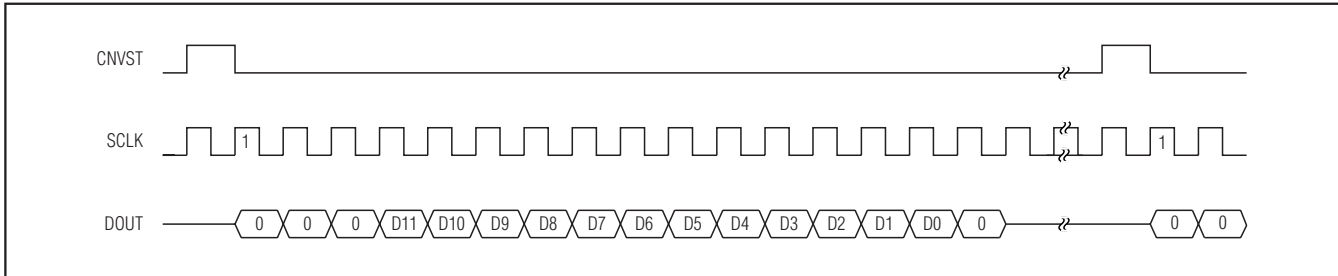 CNVST
SCLK 1 1
DOUT 0 0 0 D11 D10 D9 D8 D7 D6 D5 D4 D3 D2 D1 D0 0 0 0